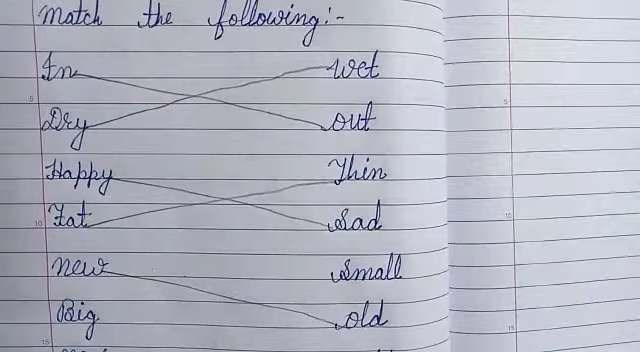 Match the following:-
In wet
Dry out
Happy Thin
Fat Sad
new small
Big old